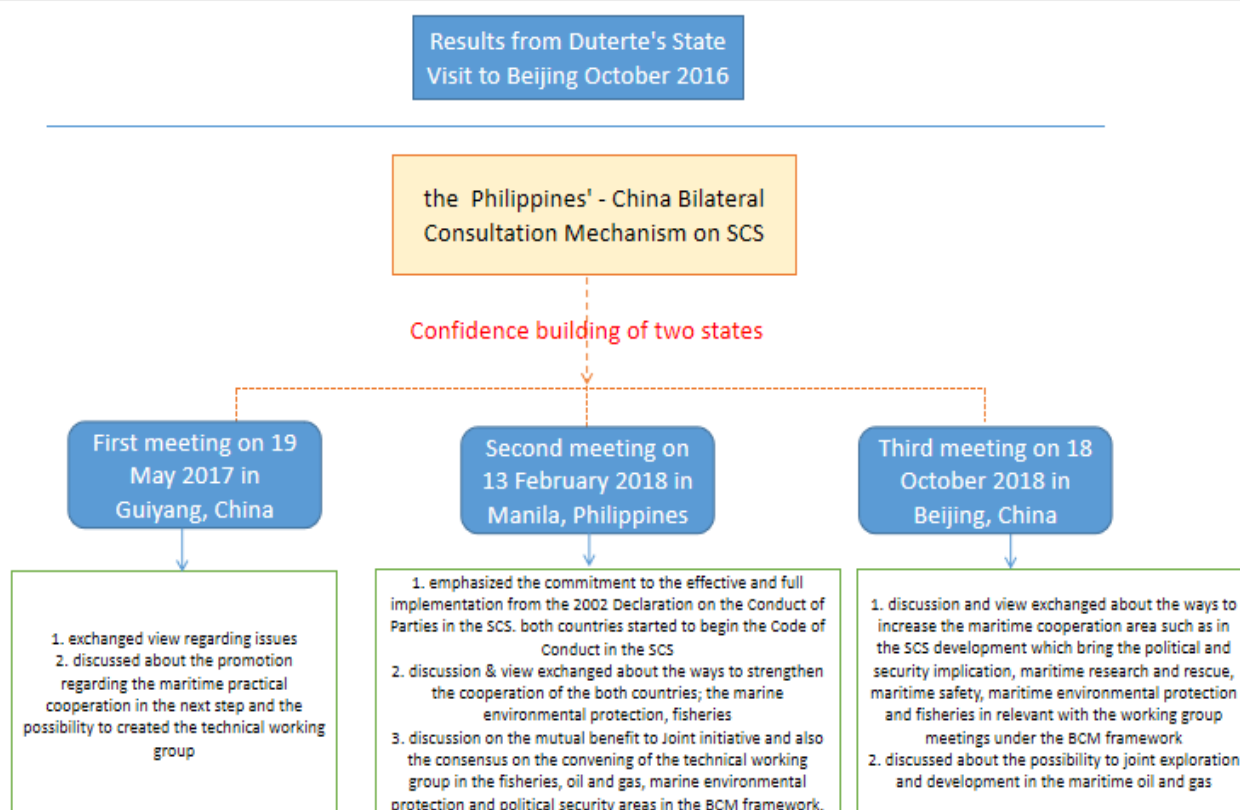 Results from Duterte's State
Visit to Beijing October 2016
the Philippines' - China Bilateral
Consultation Mechanism on SCS
Confidence building of two states
First meeting on 19
May 2017 in
Guiyang, China
Second meeting on
13 February 2018 in
Manila, Philippines
Third meeting on 18
October 2018 in
Beijing, China
1. exchanged view regarding issues
2. discussed about the promotion
regarding the maritime practical
cooperation in the next step and the
possibility to created the technical working
group
1. emphasized the commitment to the effective and full
implementation from the 2002 Declaration on the Conduct of
Parties in the SCS. both countries started to begin the Code of
Conduct in the SCS
2. discussion & view exchanged about the ways to strengthen
the cooperation of the both countries; the marine
environmental protection, fisheries
3. discussion on the mutual benefit to Joint initiative and also
the consensus on the convening of the technical working
group in the fisheries, oil and gas, marine environmental
protection and political security areas in the BCM framework.
1. discussion and view exchanged about the ways to
increase the maritime cooperation area such as in
the SCS development which bring the political and
security implication, maritime research and rescue,
maritime safety, maritime environmental protection
and fisheries in relevant with the working group
meetings under the BCM framework
2. discussed about the possibility to joint exploration
and development in the maritime oil and gas